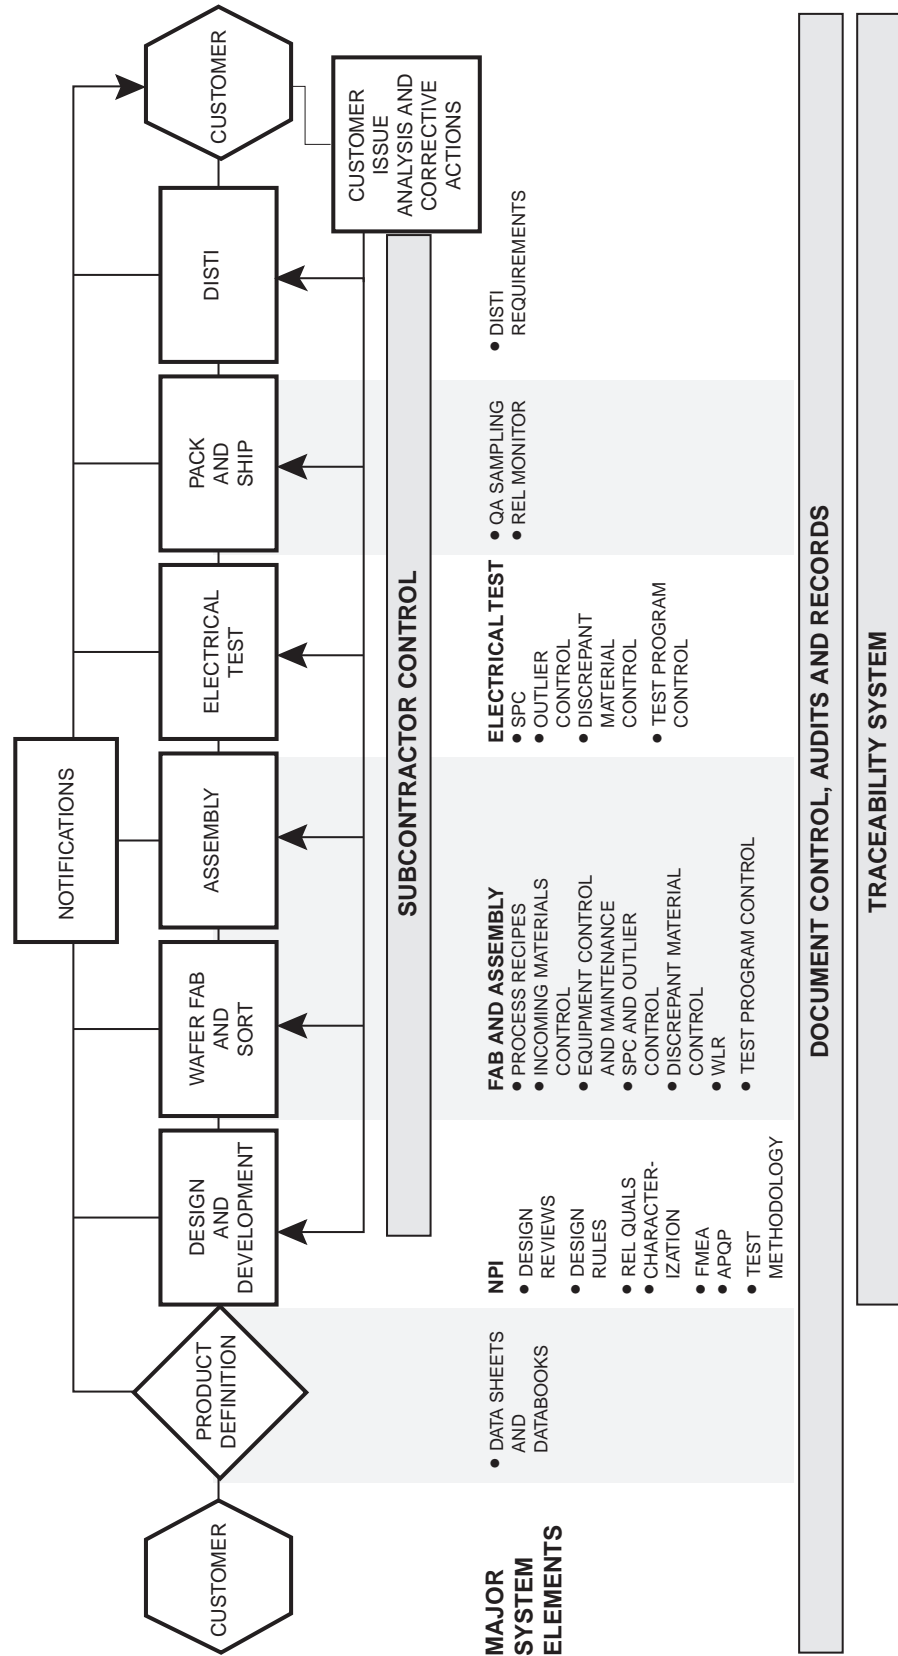 NOTIFICATIONS
CUSTOMER
PRODUCT
DEFINITION
DESIGN
AND
DEVELOPMENT
WAFER FAB
AND
SORT
ASSEMBLY
ELECTRICAL
TEST
PACK
AND
SHIP
DISTI
CUSTOMER
CUSTOMER
ISSUE
ANALYSIS AND
CORRECTIVE
ACTIONS
SUBCONTRACTOR CONTROL
MAJOR
SYSTEM
ELEMENTS
• DATA SHEETS
AND
DATABOOKS
NPI
• DESIGN
REVIEWS
• DESIGN
RULES
• REL QUALS
• CHARACTER-
IZATION
• FMEA
• APQP
• TEST
METHODOLOGY
FAB AND ASSEMBLY
• PROCESS RECIPES
• INCOMING MATERIALS
CONTROL
• EQUIPMENT CONTROL
AND MAINTENANCE
• SPC AND OUTLIER
CONTROL
• DISCREPANT MATERIAL
CONTROL
• WLR
• TEST PROGRAM CONTROL
ELECTRICAL TEST
• SPC
• OUTLIER
CONTROL
• DISCREPANT
MATERIAL
CONTROL
• TEST PROGRAM
CONTROL
• QA SAMPLING
• REL MONITOR
• DISTI
REQUIREMENTS
DOCUMENT CONTROL, AUDITS AND RECORDS
TRACEABILITY SYSTEM